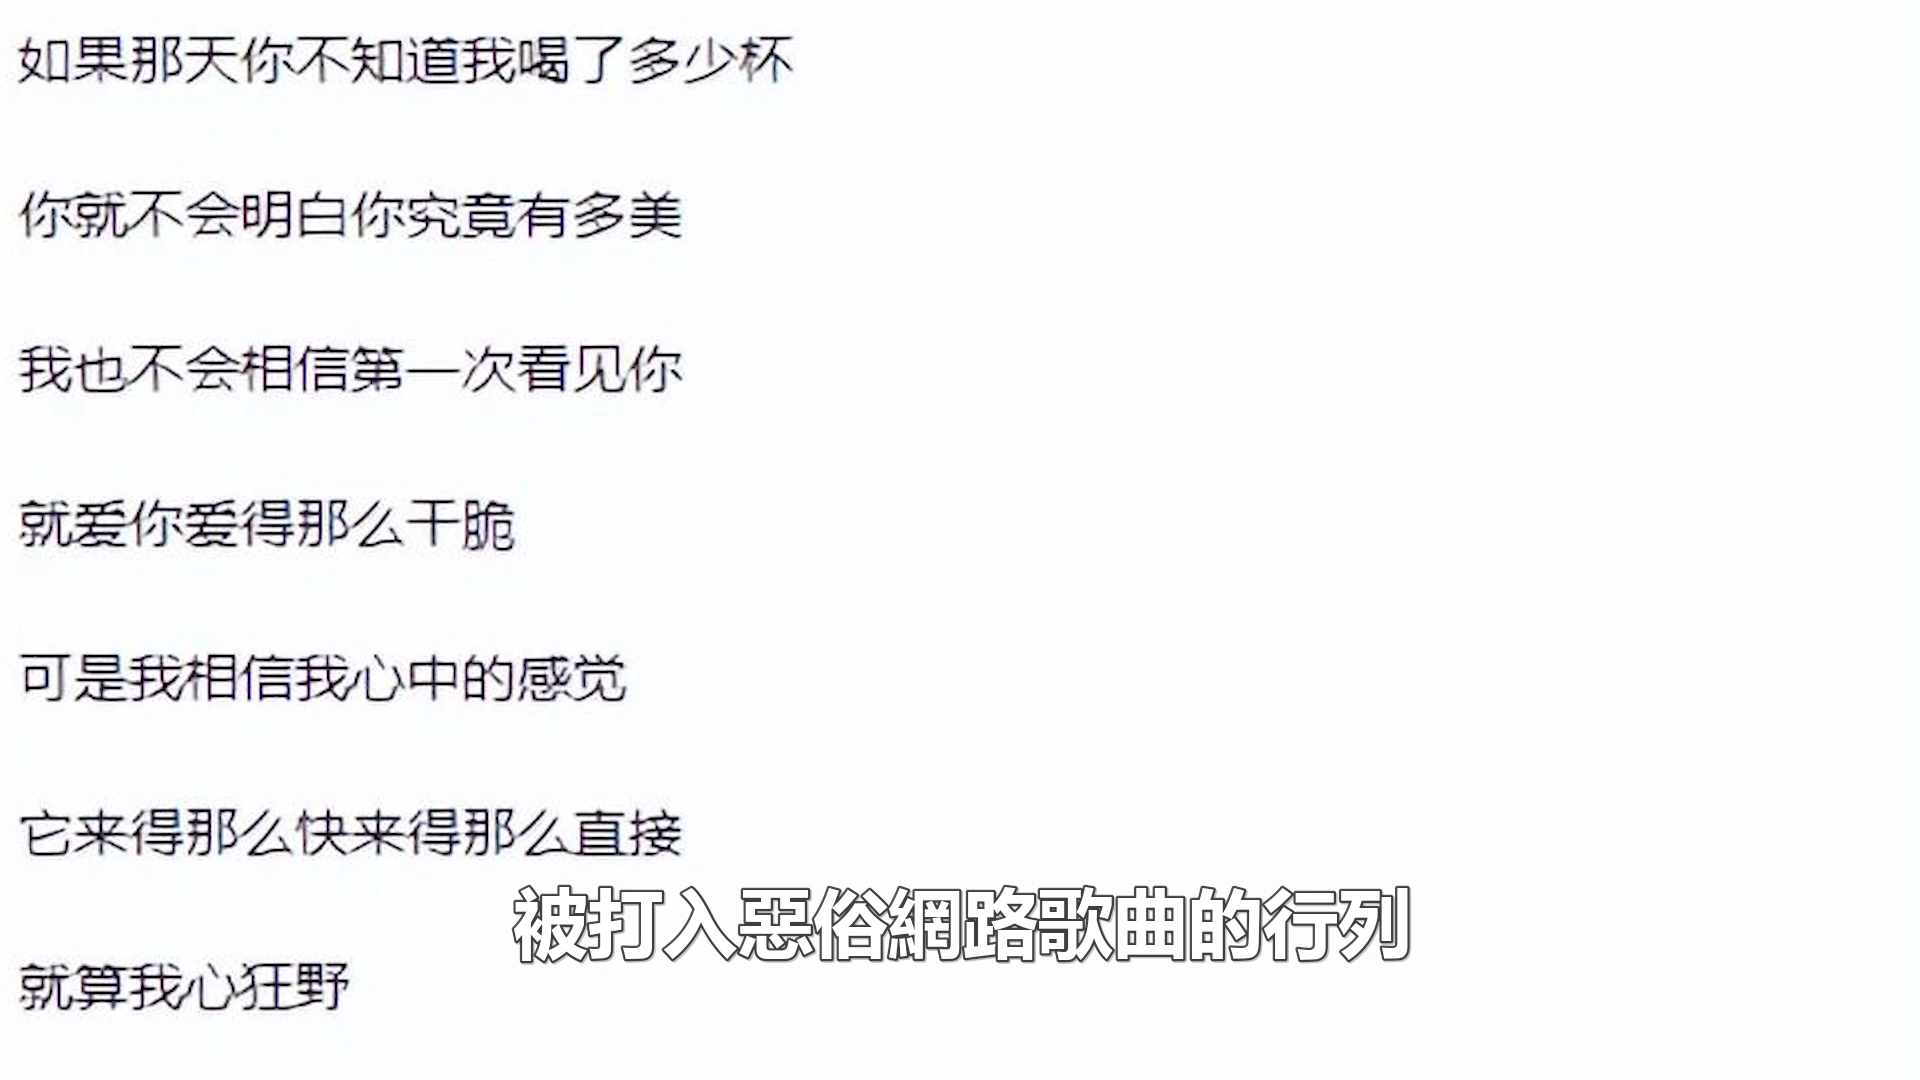 如果那天你不知道我喝了多少杯
你就不会明白你究竟有多美
我也不会相信第一次看见你
就爱你爱得那么干脆
可是我相信我心中的感觉
它来得那么快来得那么直接
被打入惡俗網路歌曲的行列
就算我心狂野